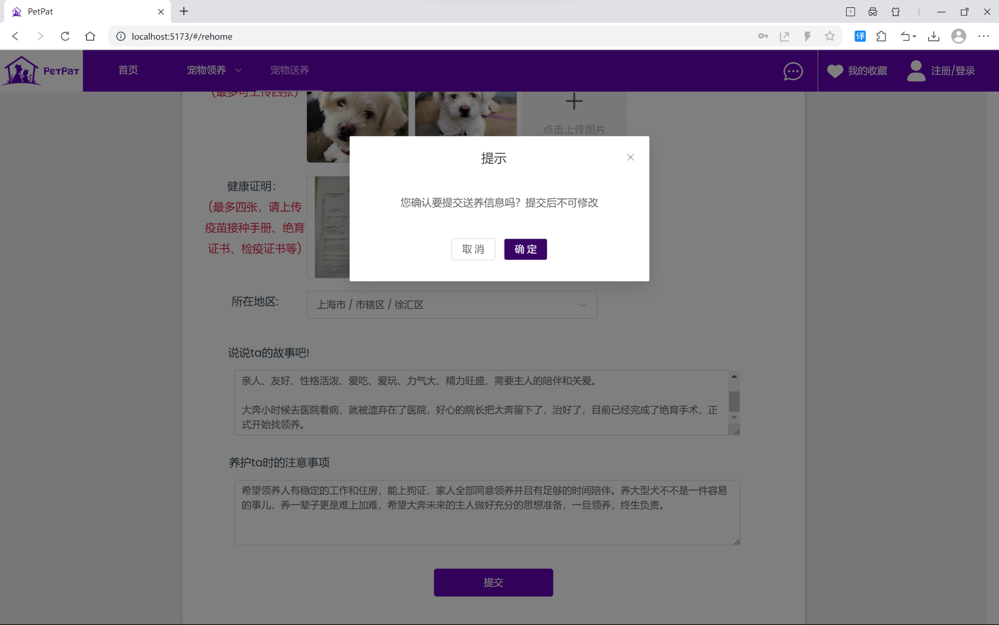 PetPat
localhost:5173/#/rehome
译
PETPAT
首页
宠物领养
宠物送养
我的收藏
注册/登录
(最多可上传四张)
点击上传图片
提示
您确认要提交送养信息吗？提交后不可修改
取消
确定
健康证明：
(最多四张，请上传
疫苗接种手册、绝育
证书、检疫证书等)
所在地区:
上海市 / 市辖区 / 徐汇区
说说ta的故事吧!
亲人、友好、性格活泼、爱吃、爱玩、力气大、精力旺盛，需要主人的陪伴和关爱。
大奔小时候去医院看病，就被遗弃在了医院，好心的院长把大奔留下了，治好了，目前已经完成了绝育手术，正
式开始找领养。
养护ta时的注意事项
希望领养人有稳定的工作和住房，能上狗证，家人全部同意领养并且有足够的时间陪伴。养大型犬不不是一件容易
的事儿，养一辈子更是难上加难，希望大奔未来的主人做好充分的思想准备，一旦领养，终生负责。
提交